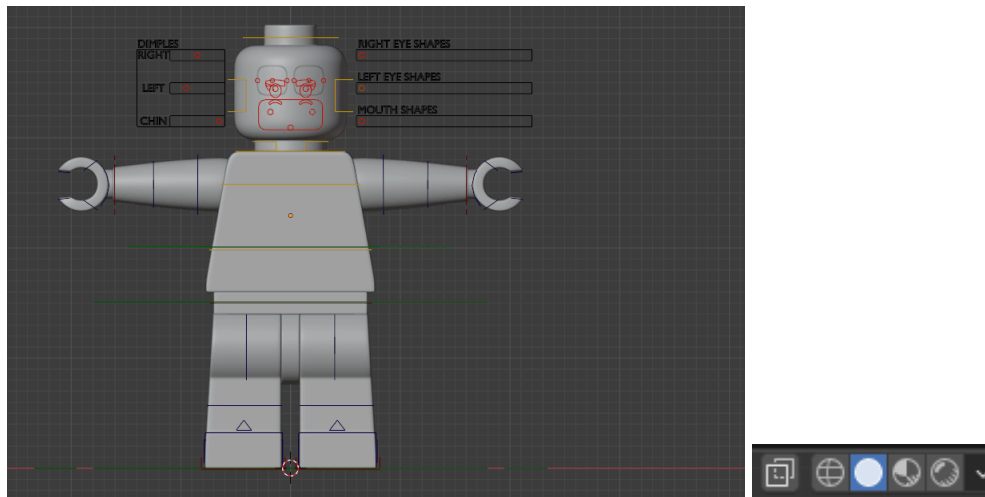 DIMPLES
RIGHT
LEFT
CHIN
RIGHT EYE SHAPES
LEFT EYE SHAPES
MOUTH SHAPES